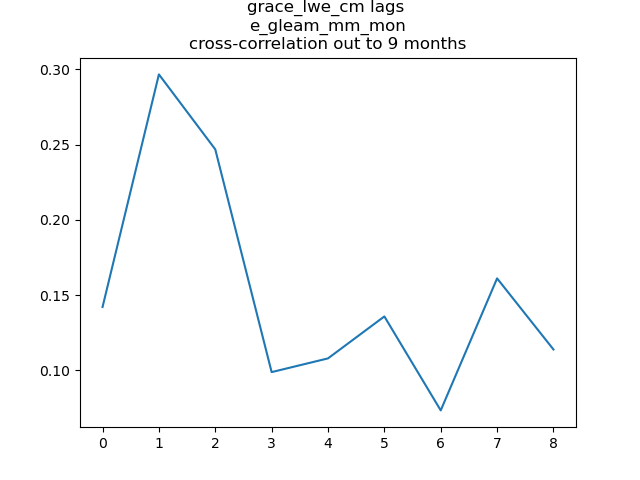 grace_lwe_cm lags
e_gleam_mm_mon
cross-correlation out to 9 months
0.30
0.25
0.20
0.15
0.10
0 1 2 3 4 5 6 7 8